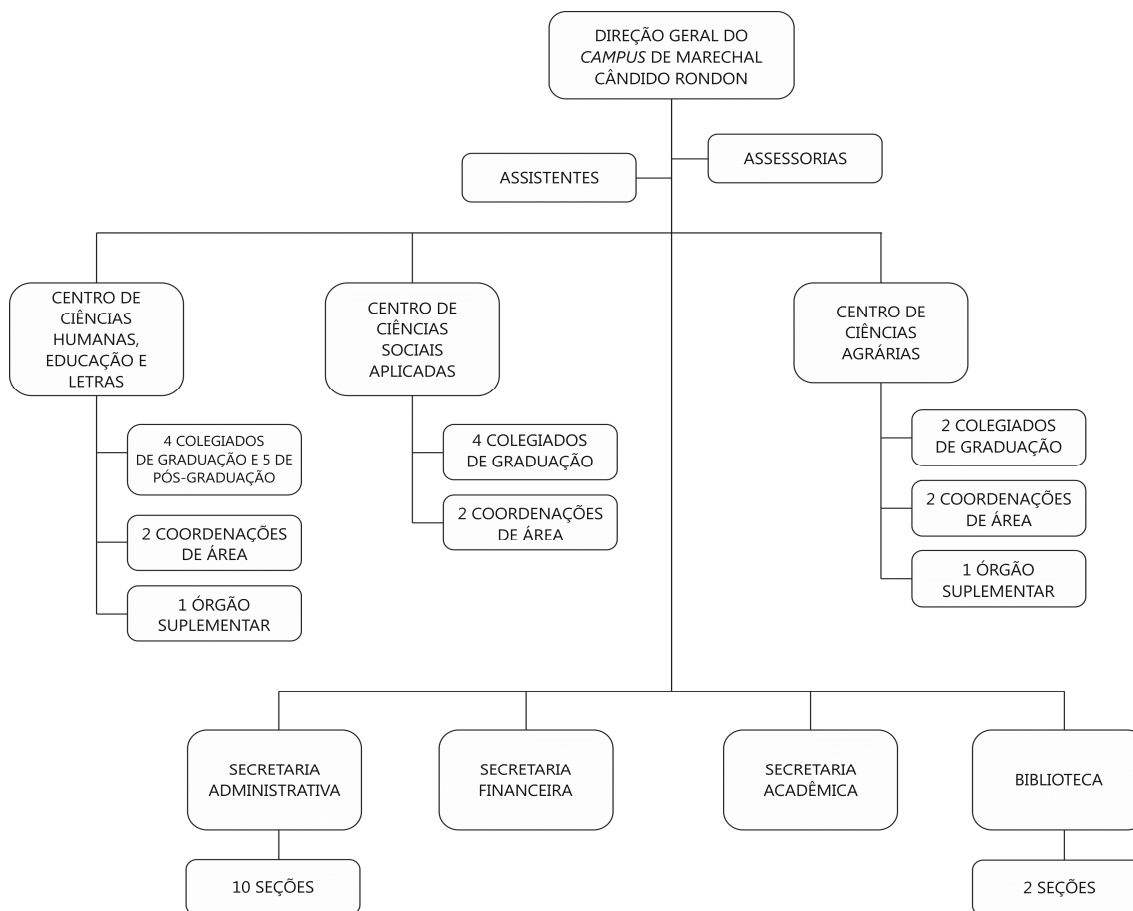 DIREÇÃO GERAL DO
CAMPUS DE MARECHAL
CÂNDIDO RONDON
ASSESSORIAS
ASSISTENTES
CENTRO DE
CIÊNCIAS
HUMANAS,
EDUCAÇÃO E
LETRAS
4 COLEGIADOS
DE GRADUAÇÃO E 5 DE
PÓS-GRADUAÇÃO
2 COORDENAÇÕES
DE ÁREA
1 ÓRGÃO
SUPLEMENTAR
CENTRO DE
CIÊNCIAS
SOCIAIS
APLICADAS
4 COLEGIADOS
DE GRADUAÇÃO
2 COORDENAÇÕES
DE ÁREA
CENTRO DE
CIÊNCIAS
AGRÁRIAS
2 COLEGIADOS
DE GRADUAÇÃO
2 COORDENAÇÕES
DE ÁREA
1 ÓRGÃO
SUPLEMENTAR
SECRETARIA
ADMINISTRATIVA
10 SEÇÕES
SECRETARIA
FINANCEIRA
SECRETARIA
ACADÊMICA
BIBLIOTECA
2 SEÇÕES